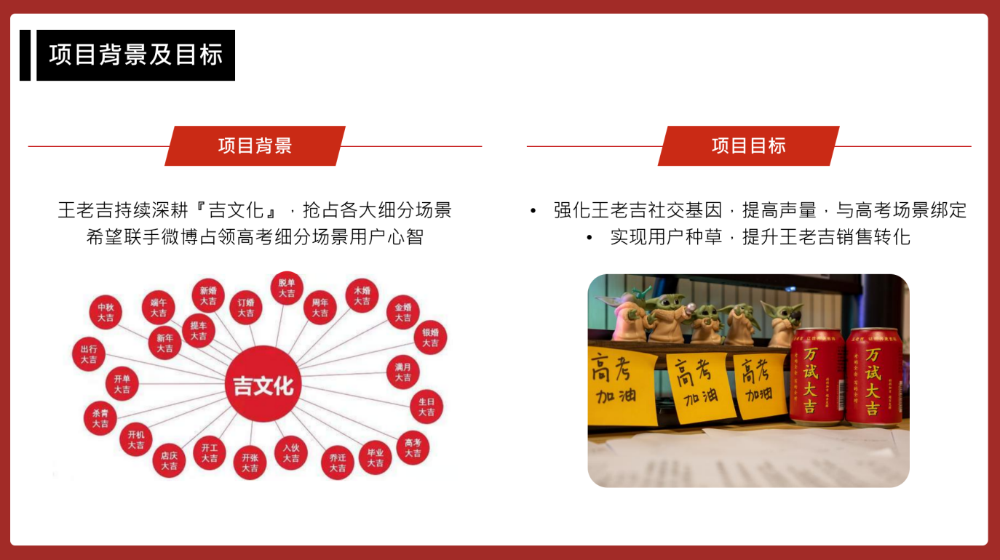 项目背景及目标
项目背景
王老吉持续深耕『吉文化』，抢占各大细分场景
希望联手微博占领高考细分场景用户心智
脱单
大吉
新婚
大吉
订婚
大吉
周年
大吉
木婚
大吉
端午
大吉
中秋
大吉
提车
大吉
金婚
大吉
新年
大吉
银婚
大吉
出行
大吉
满月
大吉
开单
大吉
吉文化
生日
大吉
杀青
大吉
开机
大吉
高考
大吉
店庆
大吉
开工
大吉
开张
大吉
入伙
大吉
乔迁
大吉
毕业
大吉
项目目标
• 强化王老吉社交基因，提高声量，与高考场景绑定
• 实现用户种草，提升王老吉销售转化
高考
加油
高考
加油
高考
加油
万试大吉
万试大吉